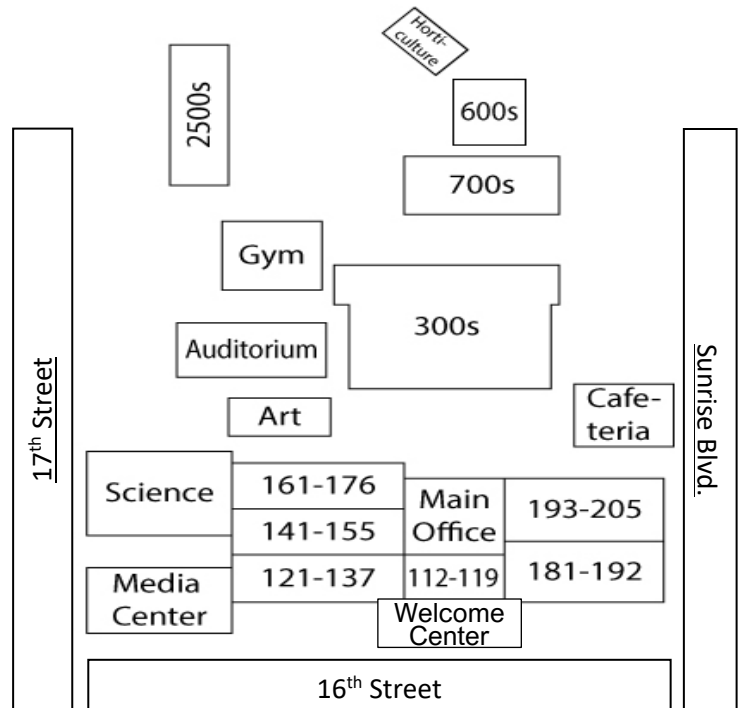 Horti-
culture
2500s
600s
700s
Gym
300s
Auditorium
17th Street
Sunrise Blvd.
Art
Cafe-
teria
Science
161-176
Main
Office
193-205
141-155
121-137
112-119
181-192
Media
Center
Welcome
Center
16th Street